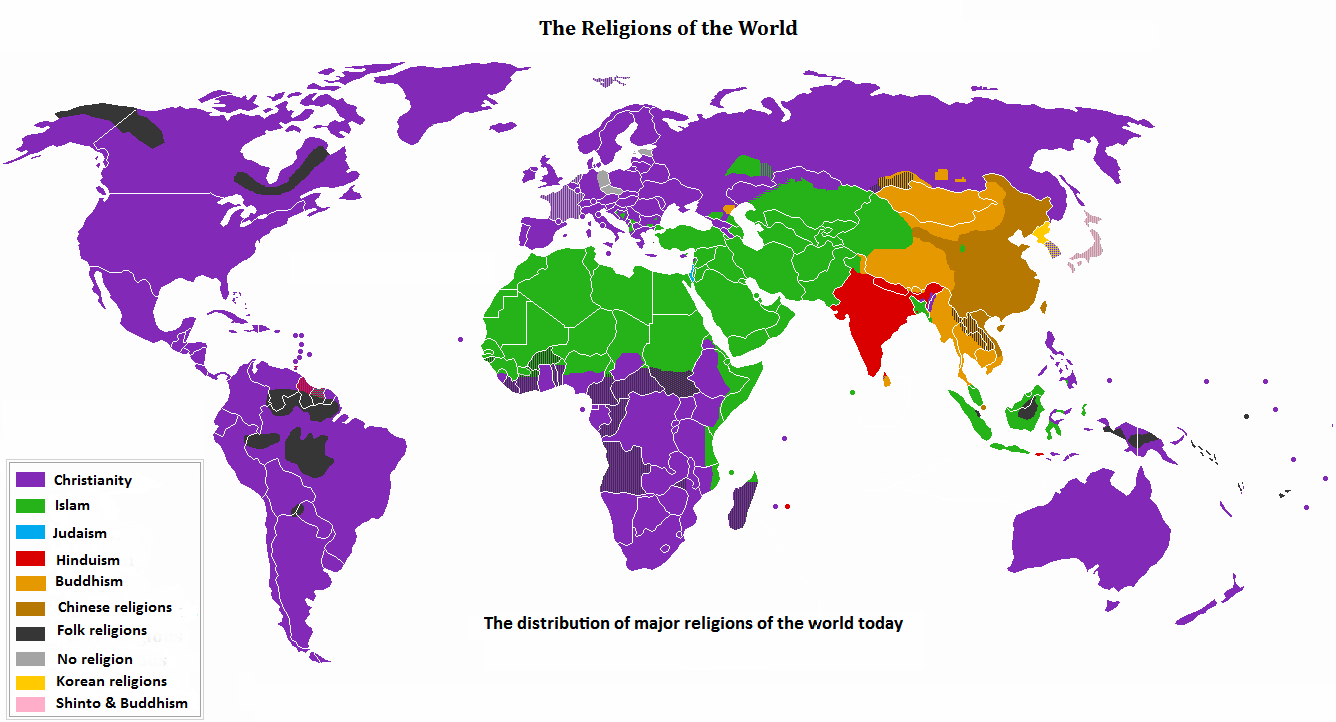 The Religions of the World
Christianity
Islam
Judaism
Hinduism
Buddhism
Chinese religions
Folk religions
No religion
Korean religions
Shinto & Buddhism
The distribution of major religions of the world today